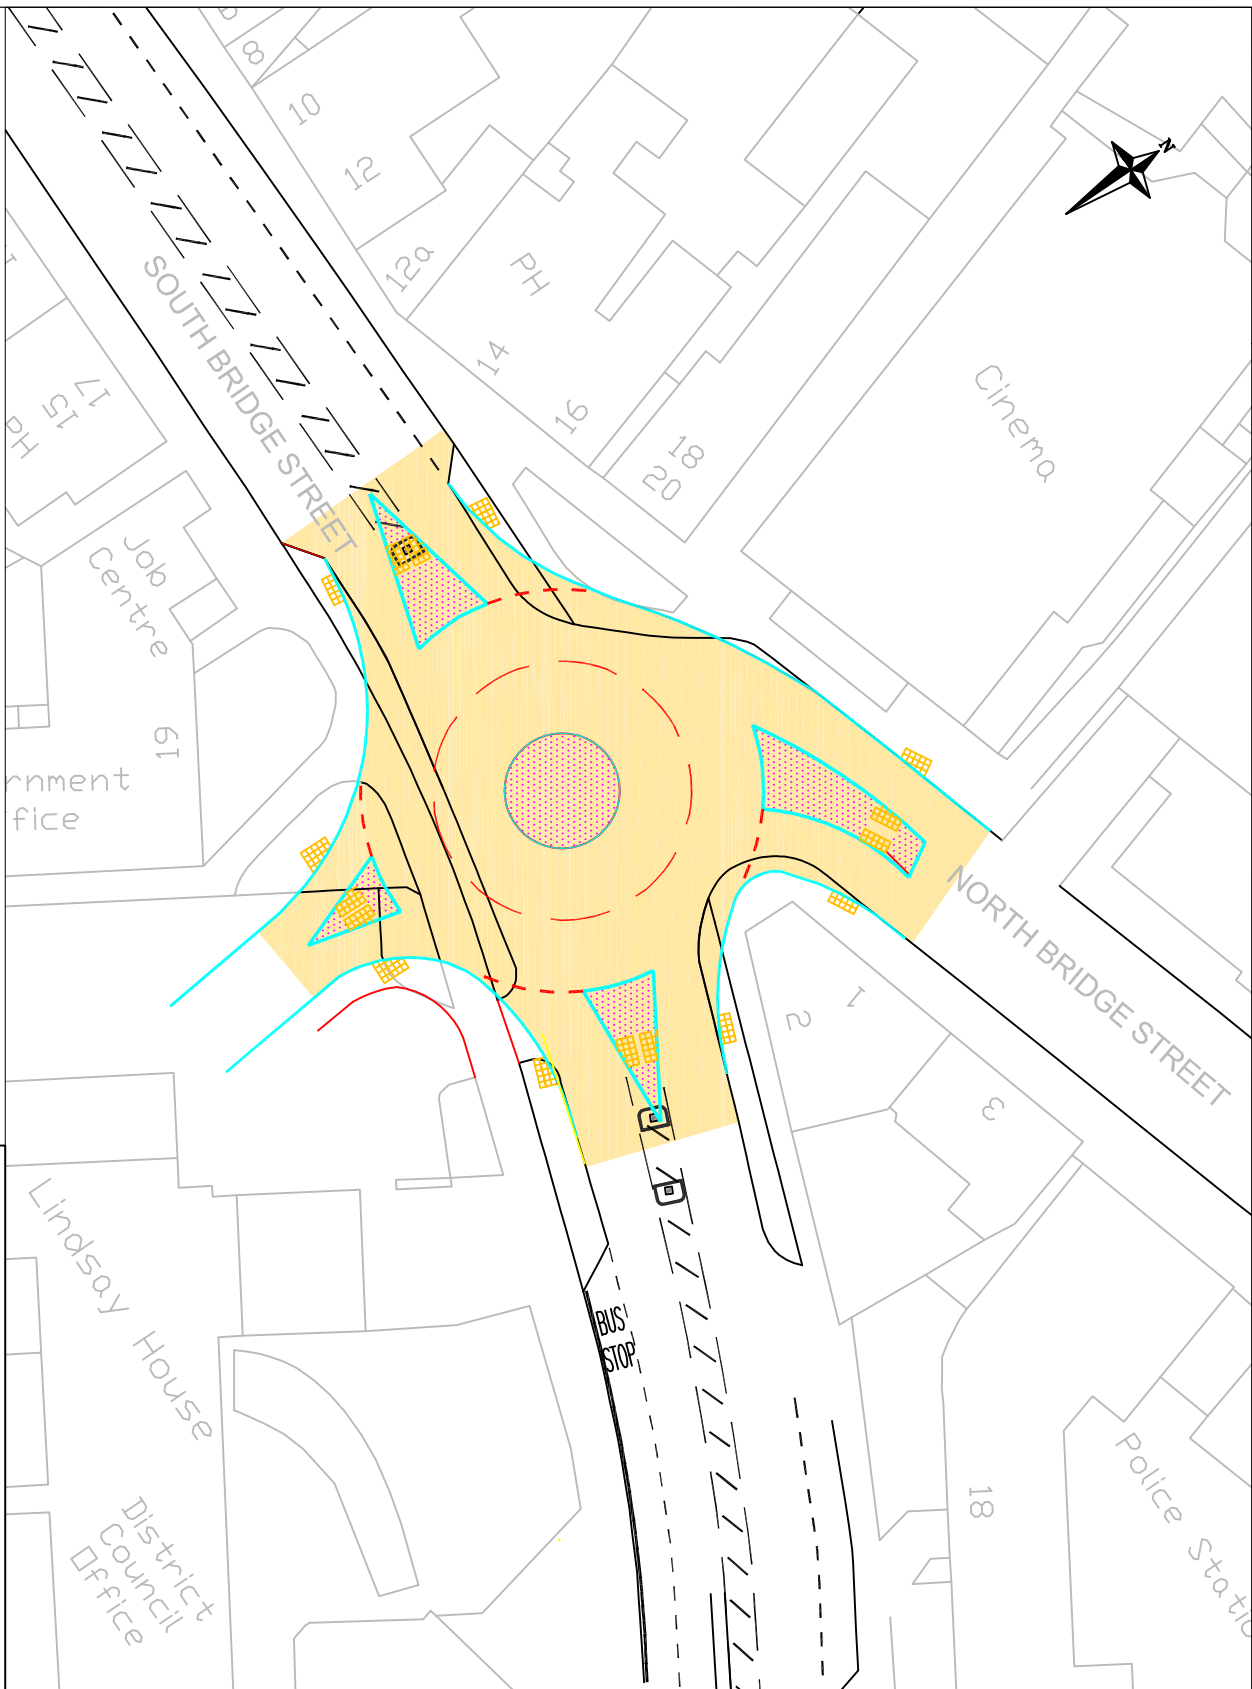 8
10
12
12a
PH
14
16
18
20
Cinema
N
SOUTH BRIDGE STREET
17
15
PH
Job
Centre
19
rnment
fice
NORTH BRIDGE STREET
1
2
3
Lindsay House
BUS
STOP
18
District
Council
Office
Police Statio